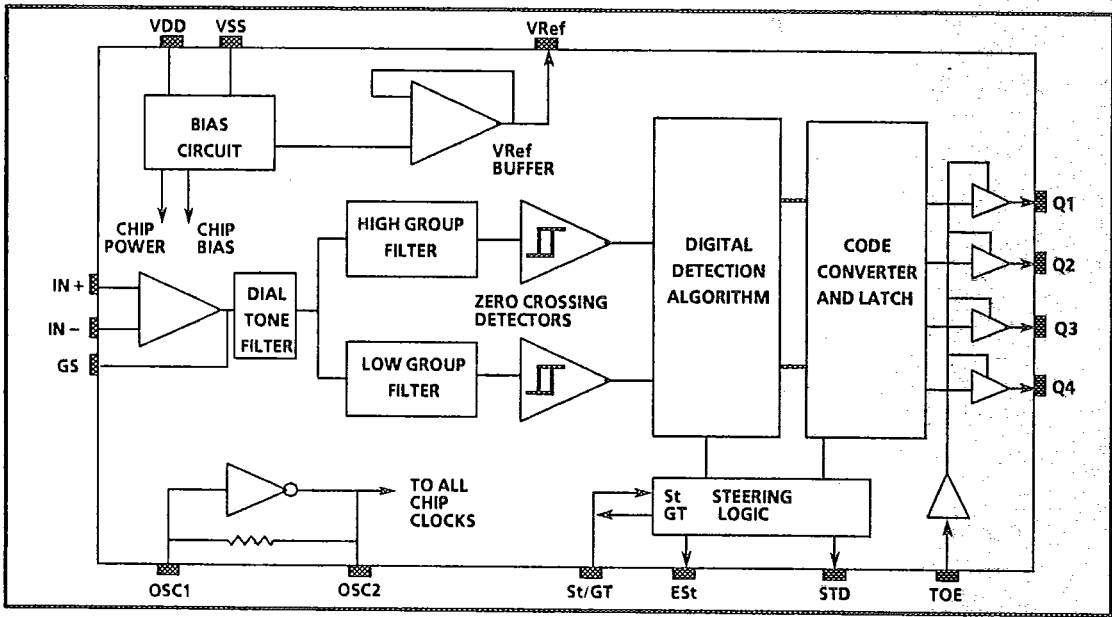 VDD
VSS
VRef
BIAS
CIRCUIT
VRef
BUFFER
CHIP
POWER
CHIP
BIAS
HIGH GROUP
FILTER
DIGITAL
DETECTION
ALGORITHM
CODE
CONVERTER
AND LATCH
Q1
Q2
Q3
Q4
IN +
IN −
GS
DIAL
TONE
FILTER
ZERO CROSSING
DETECTORS
LOW GROUP
FILTER
TO ALL
CHIP
CLOCKS
St
GT
STEERING
LOGIC
OSC1
OSC2
St/GT
ESt
STD
TOE